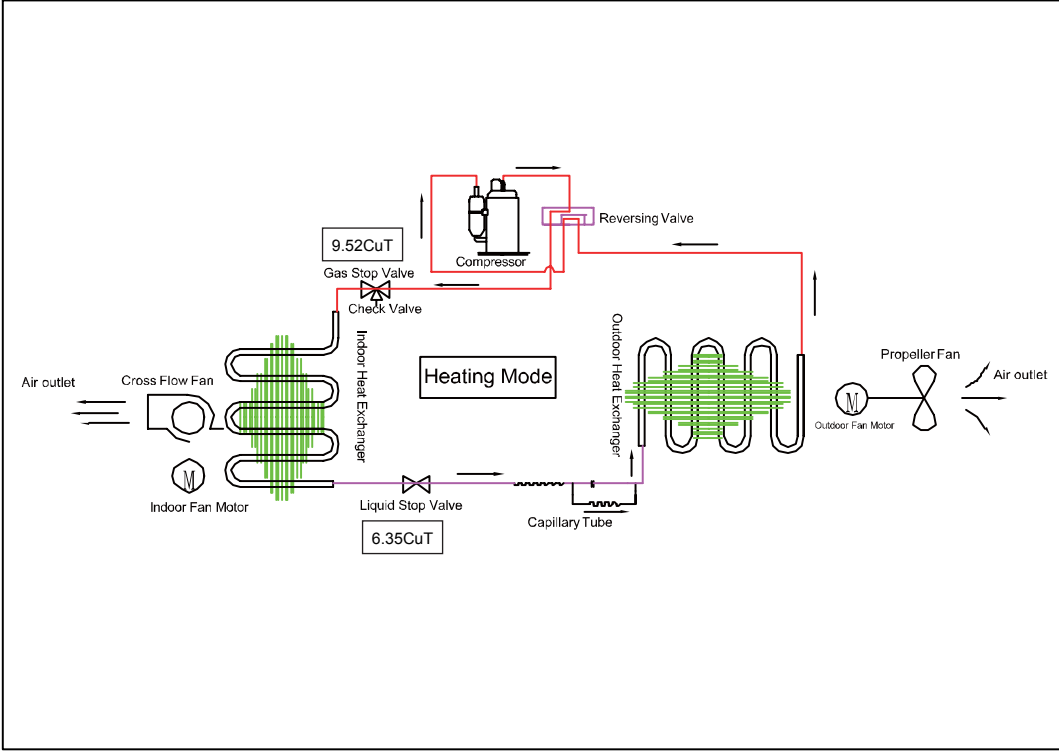 Reversing Valve
9.52CuT
Compressor
Gas Stop Valve
Check Valve
Indoor Heat Exchanger
Outdoor Heat Exchanger
Heating Mode
Propeller Fan
Air outlet
Cross Flow Fan
Air outlet
M
Outdoor Fan Motor
M
Indoor Fan Motor
Liquid Stop Valve
Capillary Tube
6.35CuT